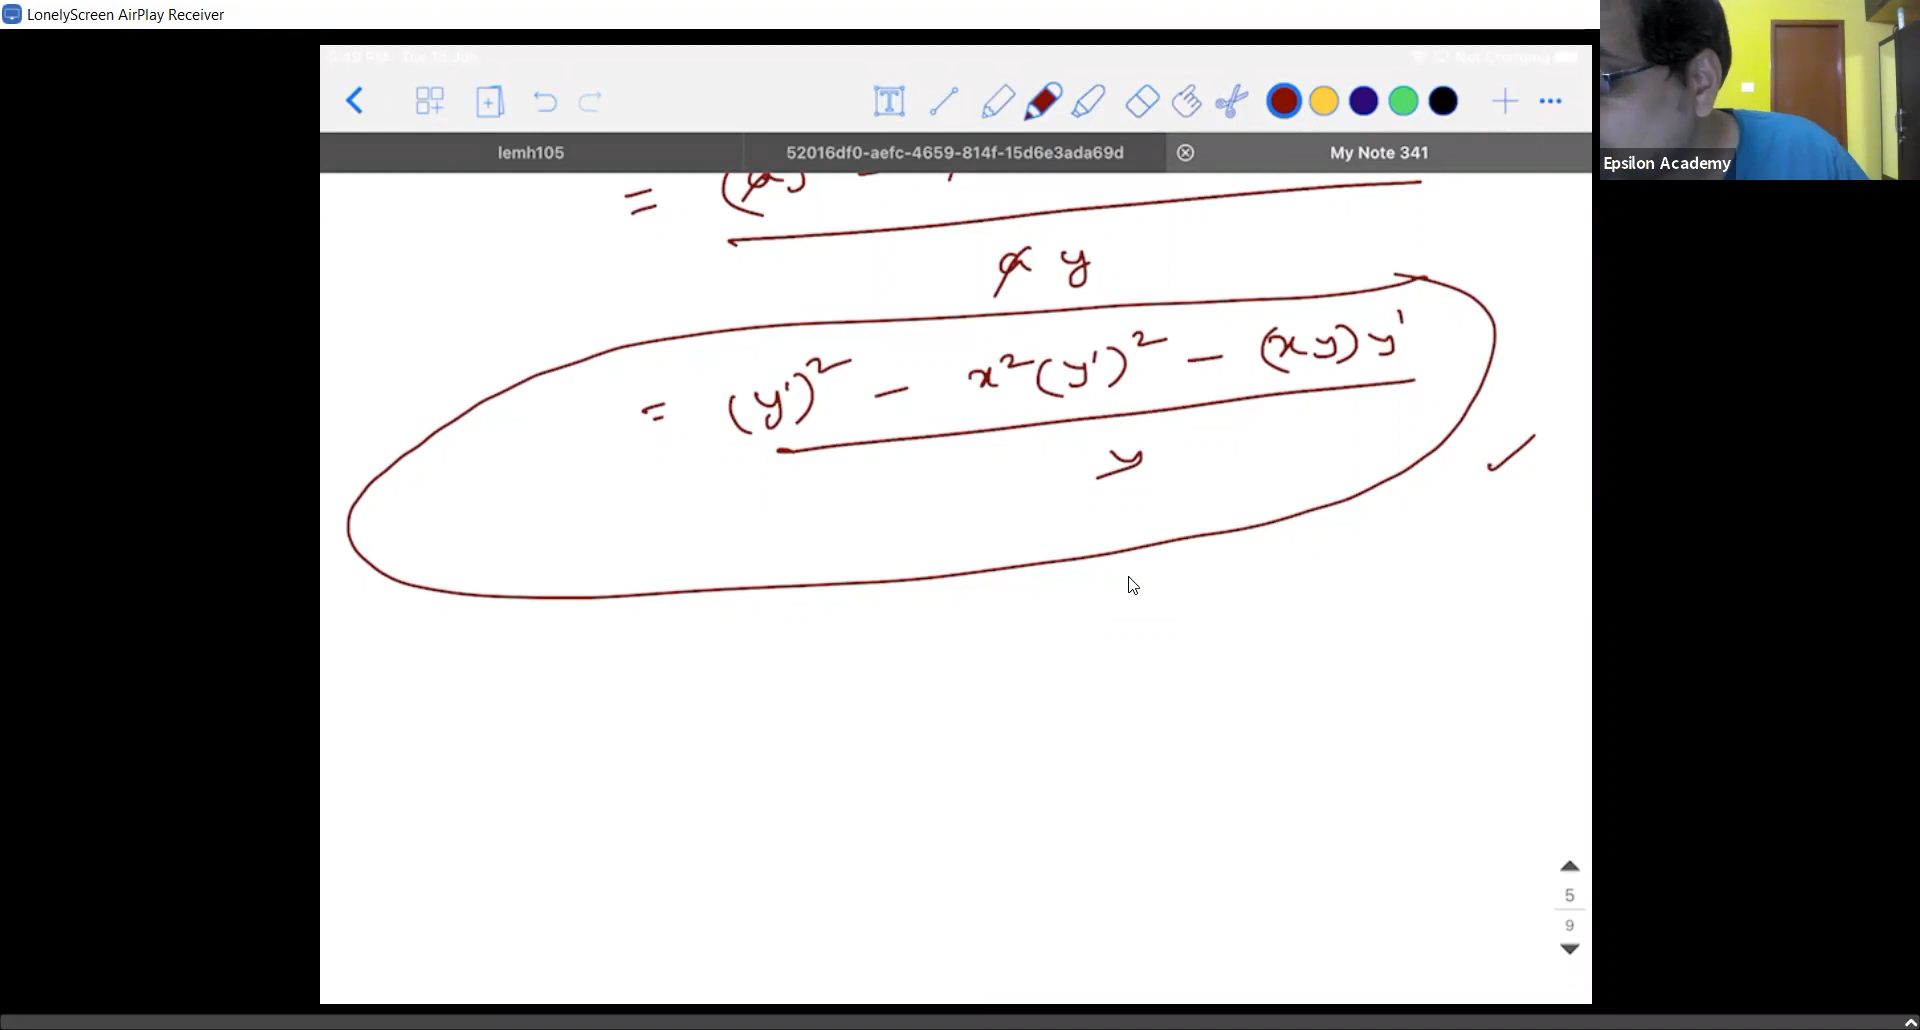 LonelyScreen AirPlay Receiver
Epsilon Academy
lemh105
52016df0-aefc-4659-814f-15d6e3ada69d
My Note 341
=
x y
= (y')² - x²(y')² - (xy)y'
y
5
9